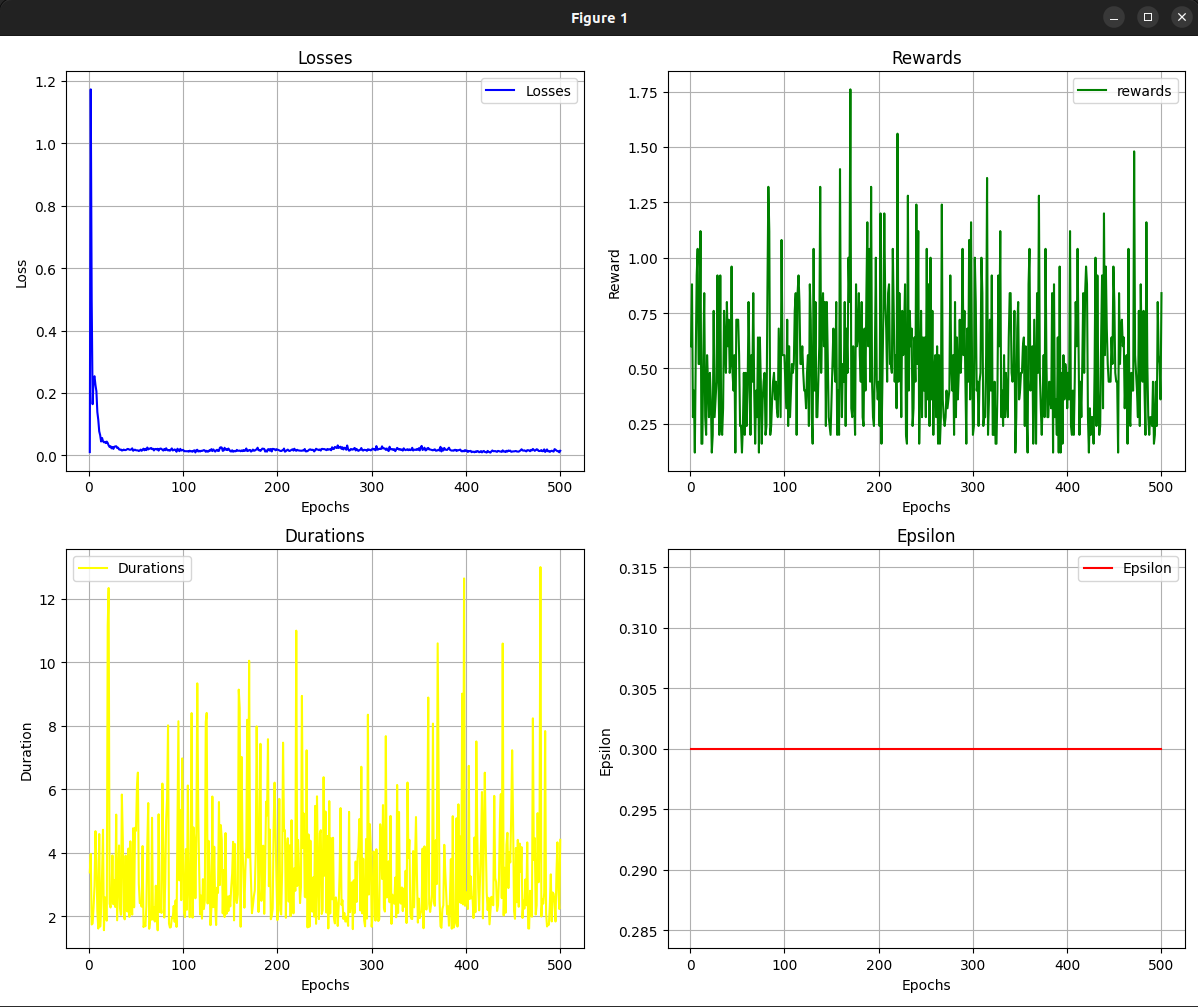 Figure 1
Losses
Losses
1.2
1.0
0.8
0.6
0.4
0.2
0.0
Loss
0 100 200 300 400 500
Epochs
Rewards
rewards
1.75
1.50
1.25
1.00
0.75
0.50
0.25
Reward
0 100 200 300 400 500
Epochs
Durations
Durations
12
10
8
6
4
2
Duration
0 100 200 300 400 500
Epochs
Epsilon
Epsilon
0.315
0.310
0.305
0.300
0.295
0.290
0.285
Epsilon
0 100 200 300 400 500
Epochs